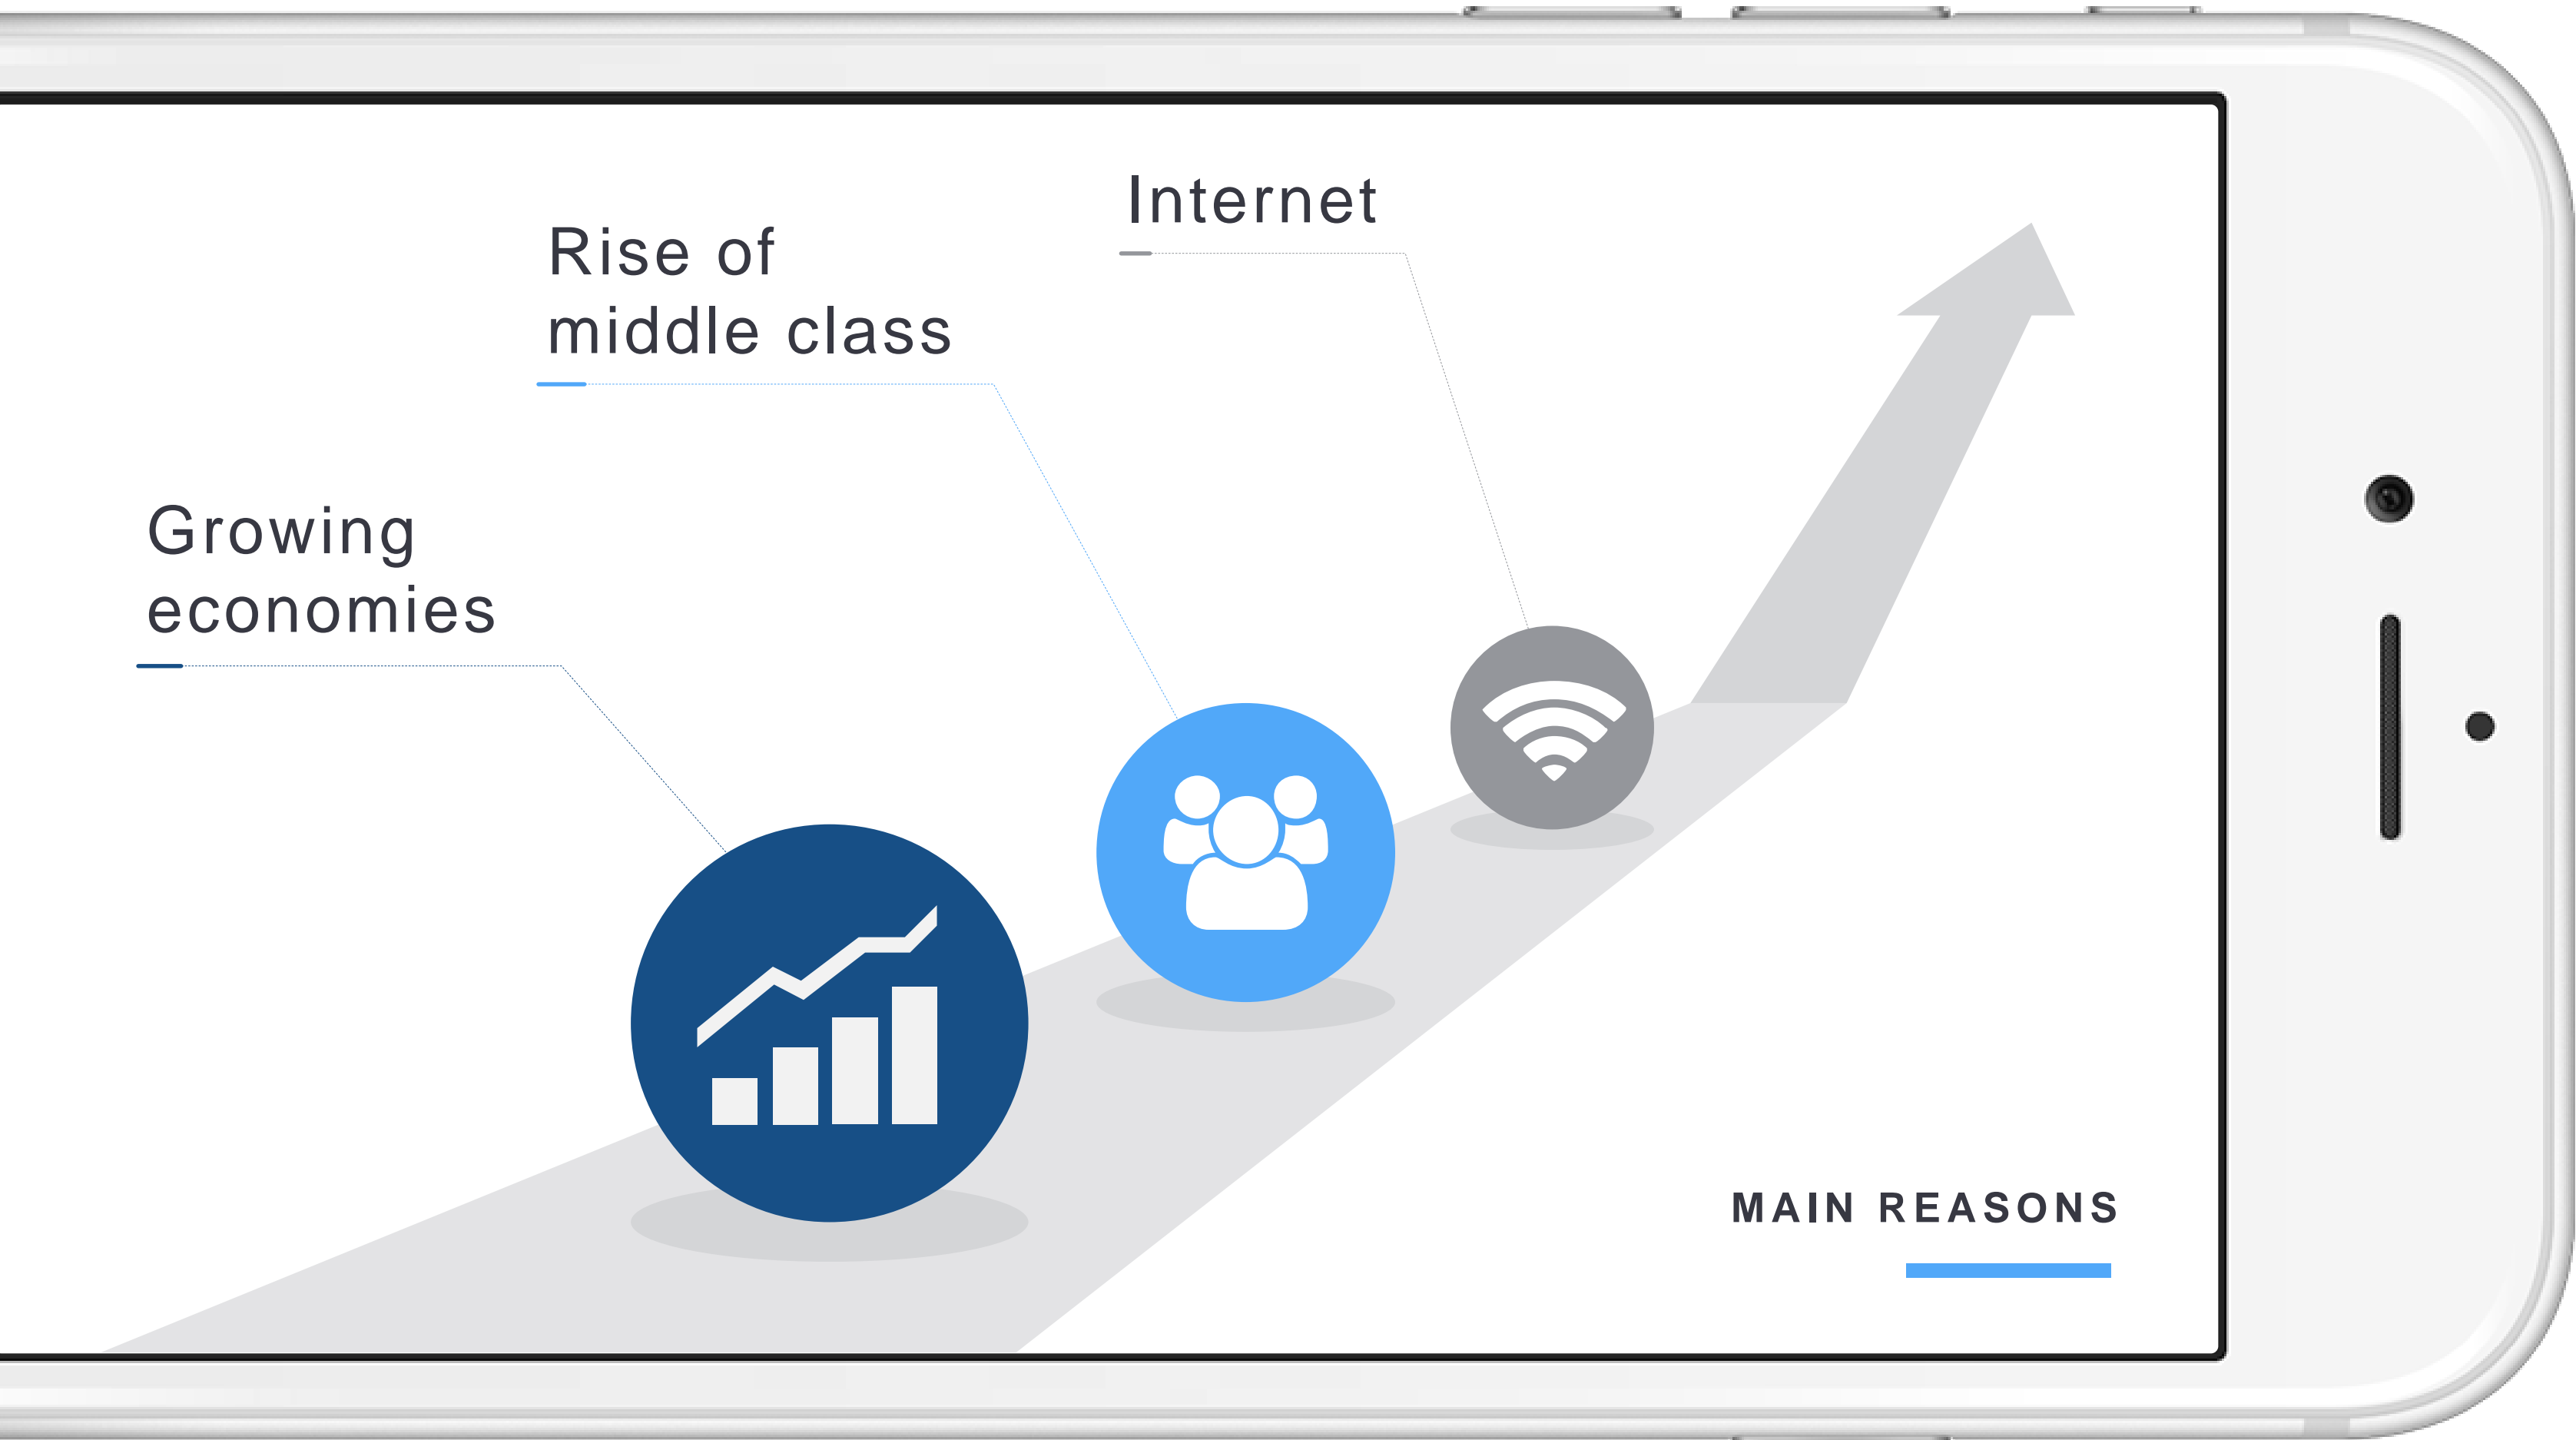 Internet
Rise of
middle class
Growing
economies
MAIN REASONS